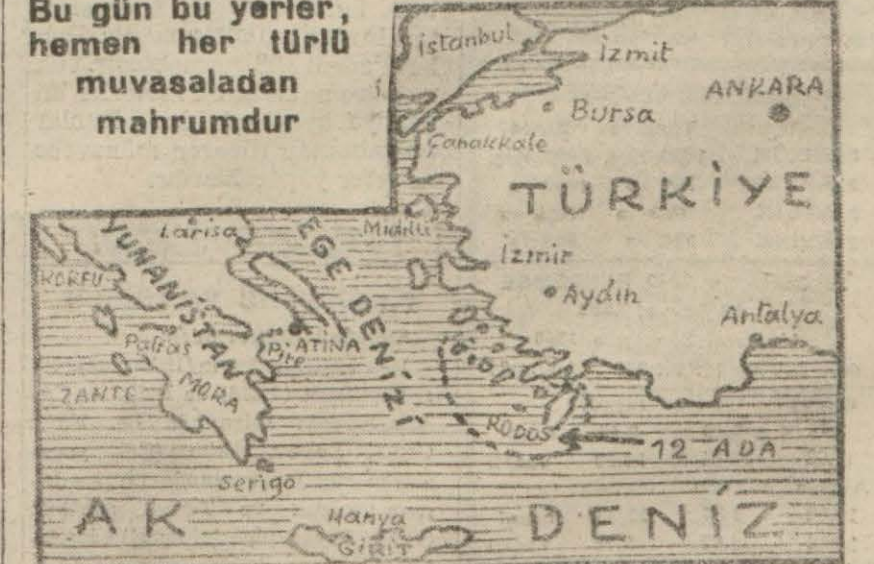 Bu gün bu yerler,
hemen her türlü
muvasaladan
mahrumdur
İstanbul
İzmit
ANKARA
Bursa
Çanakkale
TÜRKİYE
Larisa
EGE DENİZİ
Midilli
YUNANİSTAN
İzmir
KORFU
Aydın
Antalya
Patras
Pire
ATİNA
ZANTE
MORA
RODOS
12 ADA
Serigo
AK DENİZ
Hanya
GİRİT